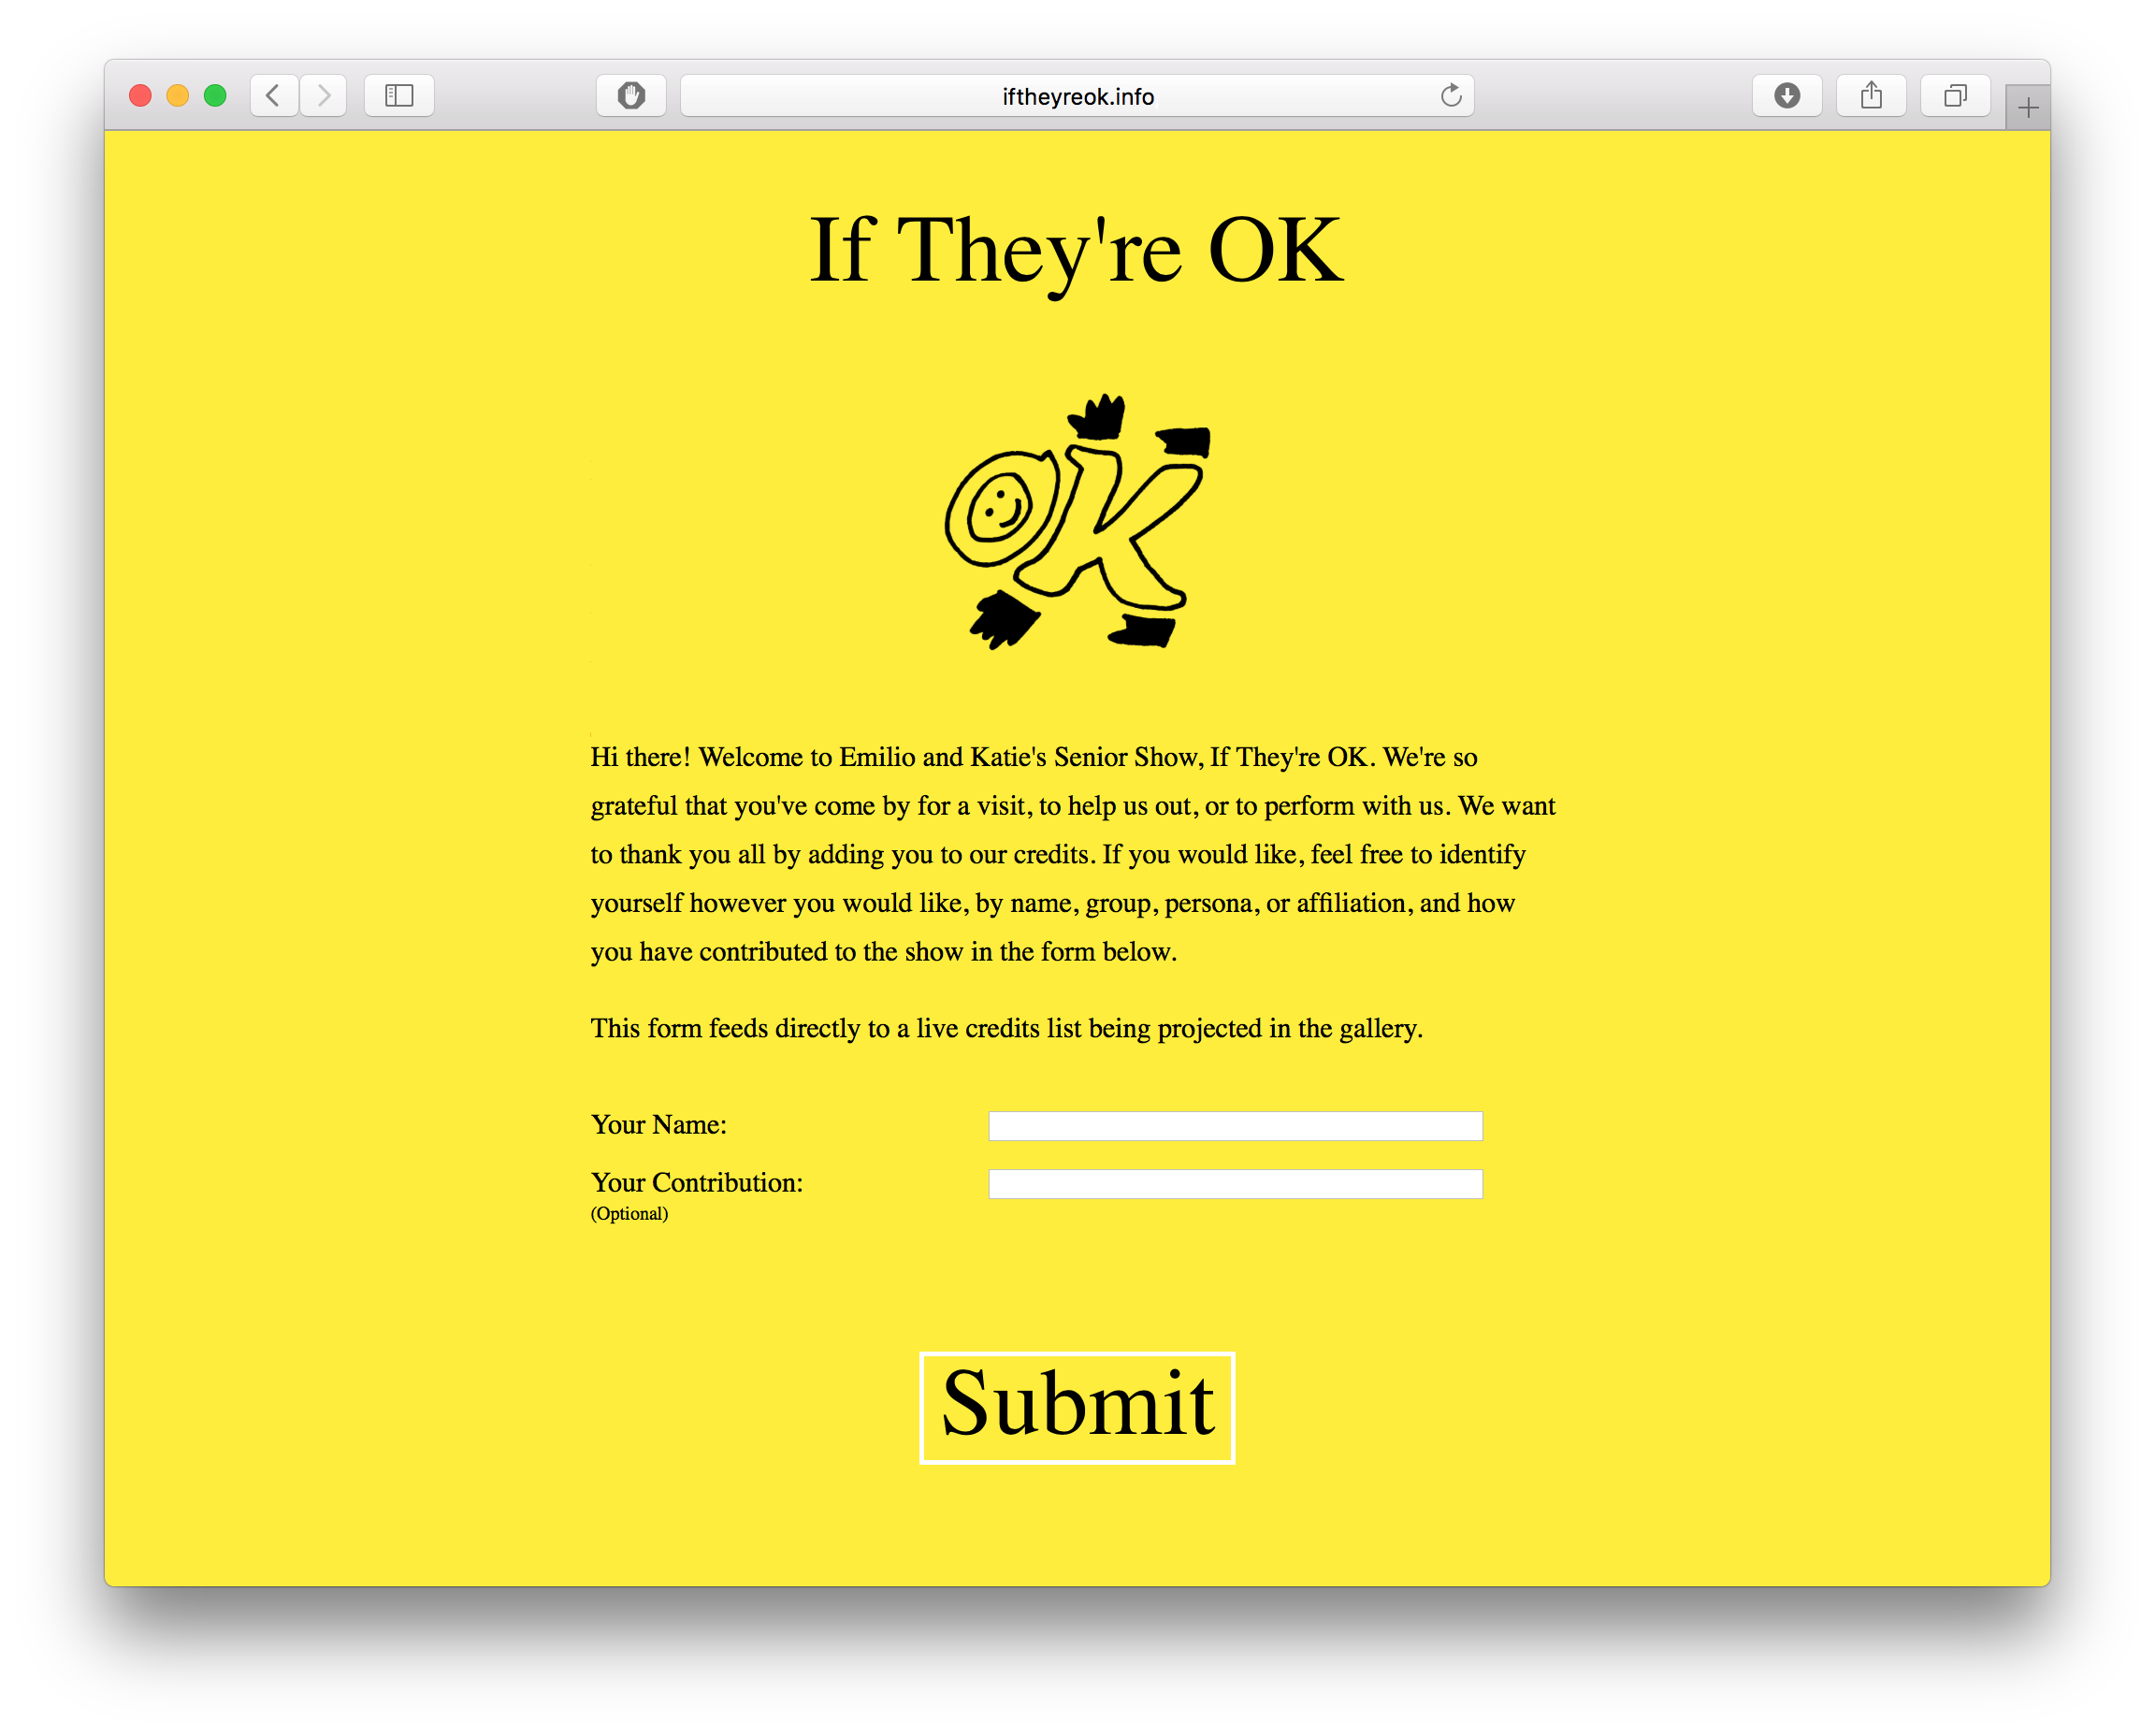 iftheyreok.info
If They're OK
OK
Hi there! Welcome to Emilio and Katie's Senior Show, If They're OK. We're so
grateful that you've come by for a visit, to help us out, or to perform with us. We want
to thank you all by adding you to our credits. If you would like, feel free to identify
yourself however you would like, by name, group, persona, or affiliation, and how
you have contributed to the show in the form below.
This form feeds directly to a live credits list being projected in the gallery.
Your Name:
Your Contribution:
(Optional)
Submit